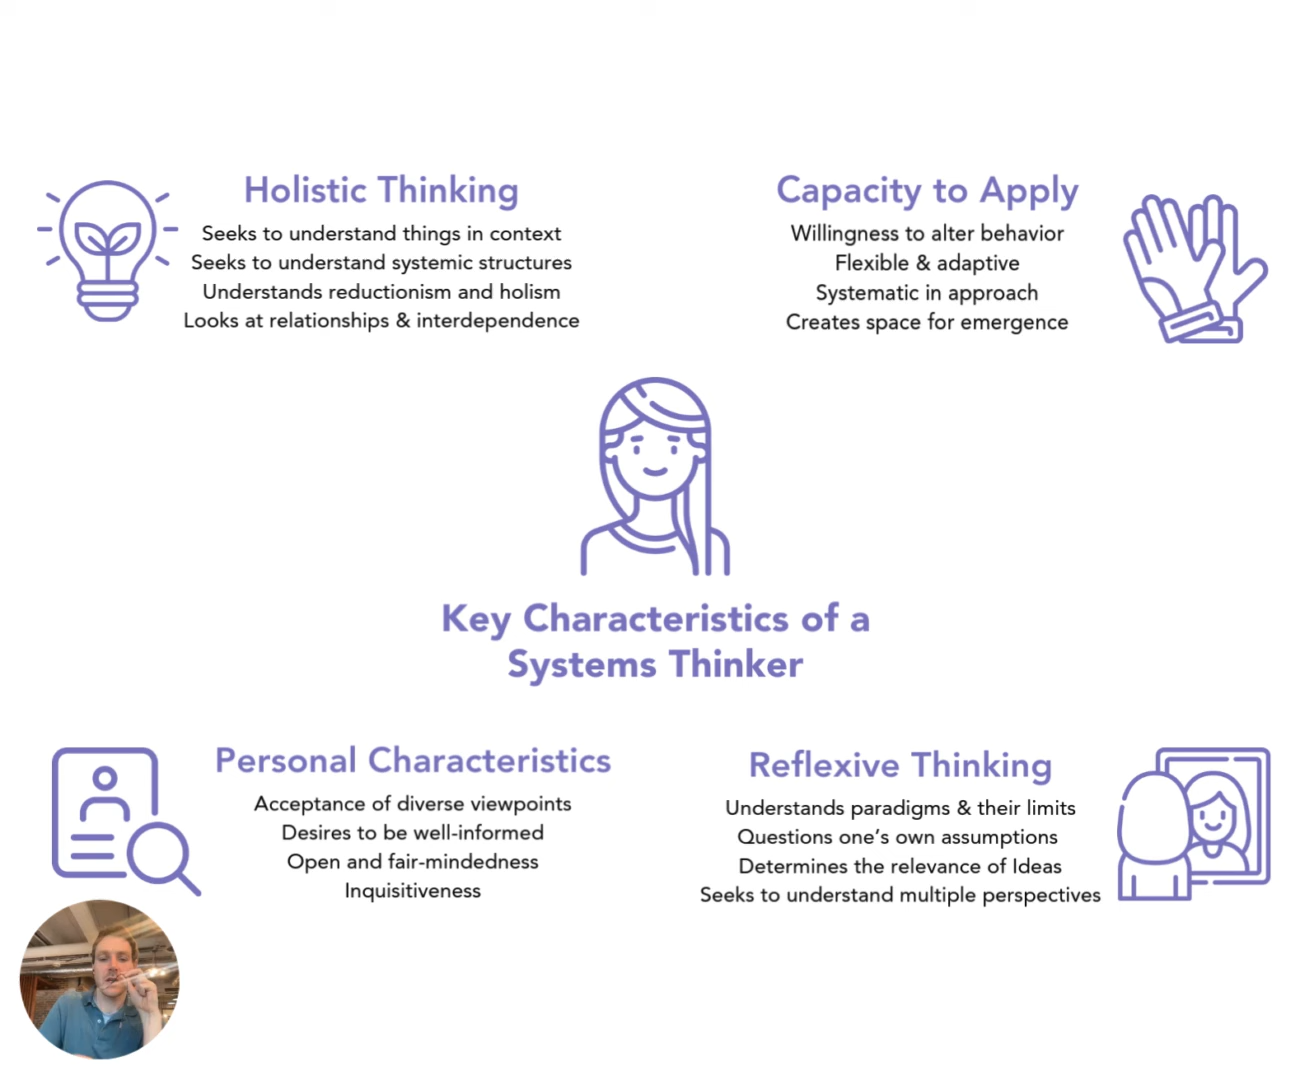 Holistic Thinking
Seeks to understand things in context
Seeks to understand systemic structures
Understands reductionism and holism
Looks at relationships & interdependence
Capacity to Apply
Willingness to alter behavior
Flexible & adaptive
Systematic in approach
Creates space for emergence
Key Characteristics of a
Systems Thinker
Personal Characteristics
Acceptance of diverse viewpoints
Desires to be well-informed
Open and fair-mindedness
Inquisitiveness
Reflexive Thinking
Understands paradigms & their limits
Questions one’s own assumptions
Determines the relevance of Ideas
Seeks to understand multiple perspectives